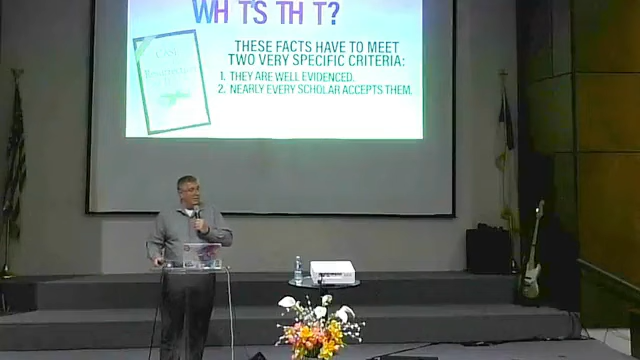 WH T'S TH T?
THESE FACTS HAVE TO MEET
TWO VERY SPECIFIC CRITERIA:
1. THEY ARE WELL EVIDENCED.
2. NEARLY EVERY SCHOLAR ACCEPTS THEM.